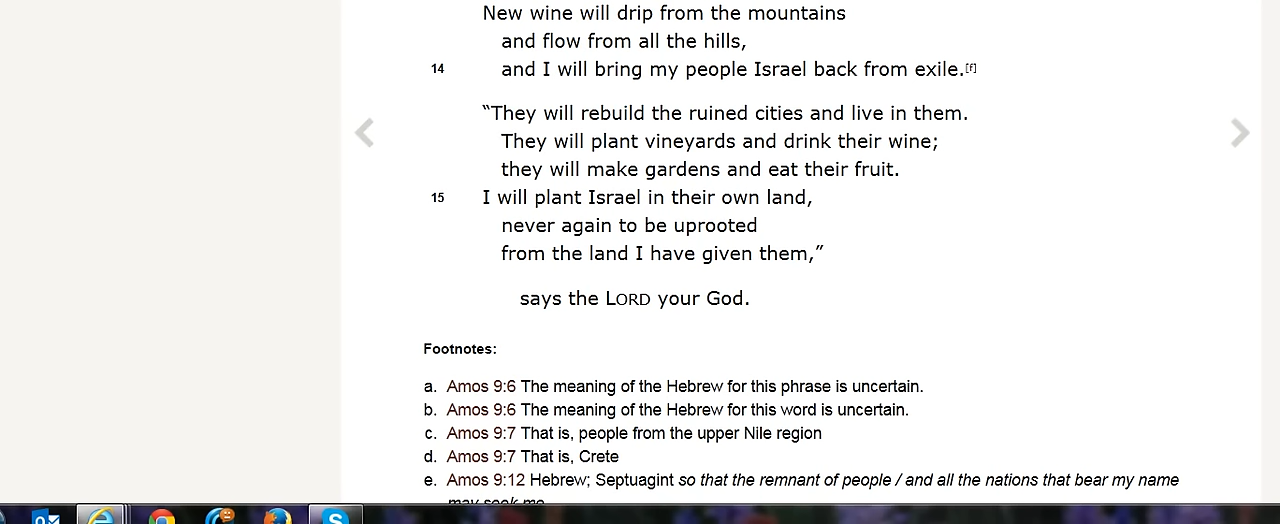 New wine will drip from the mountains
and flow from all the hills,
14 and I will bring my people Israel back from exile.[f]
“They will rebuild the ruined cities and live in them.
They will plant vineyards and drink their wine;
they will make gardens and eat their fruit.
15 I will plant Israel in their own land,
never again to be uprooted
from the land I have given them,”
says the LORD your God.
Footnotes:
a. Amos 9:6 The meaning of the Hebrew for this phrase is uncertain.
b. Amos 9:6 The meaning of the Hebrew for this word is uncertain.
c. Amos 9:7 That is, people from the upper Nile region
d. Amos 9:7 That is, Crete
e. Amos 9:12 Hebrew; Septuagint so that the remnant of people / and all the nations that bear my name
may seek me